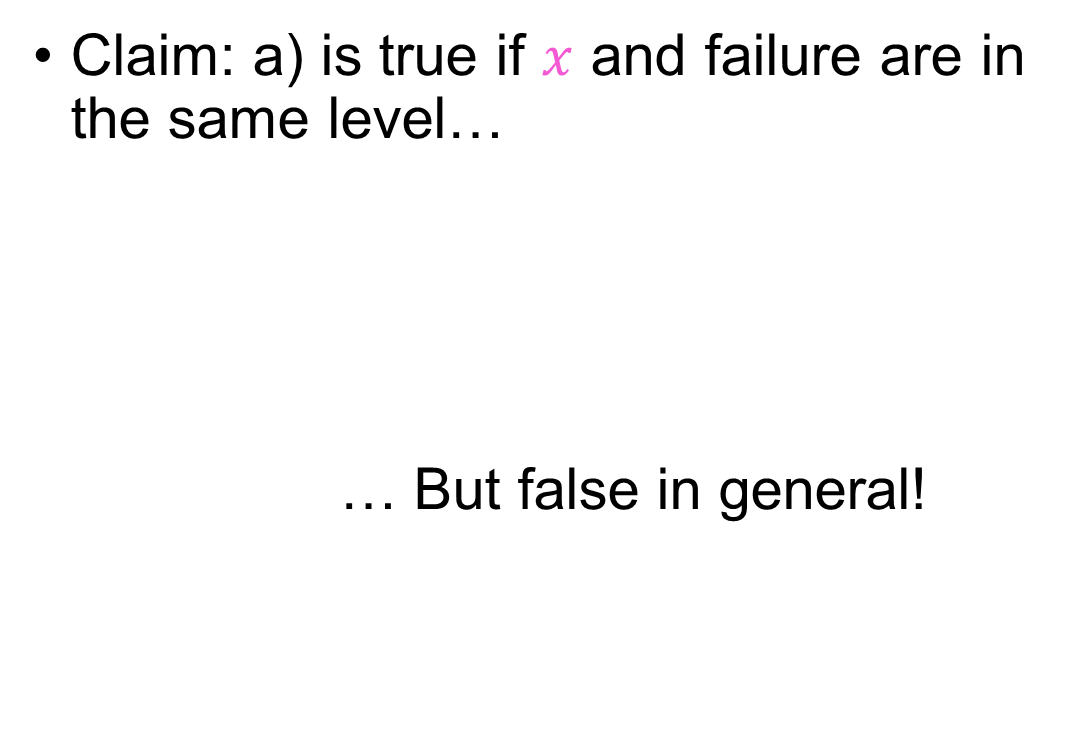 • Claim: a) is true if x and failure are in
the same level…
… But false in general!